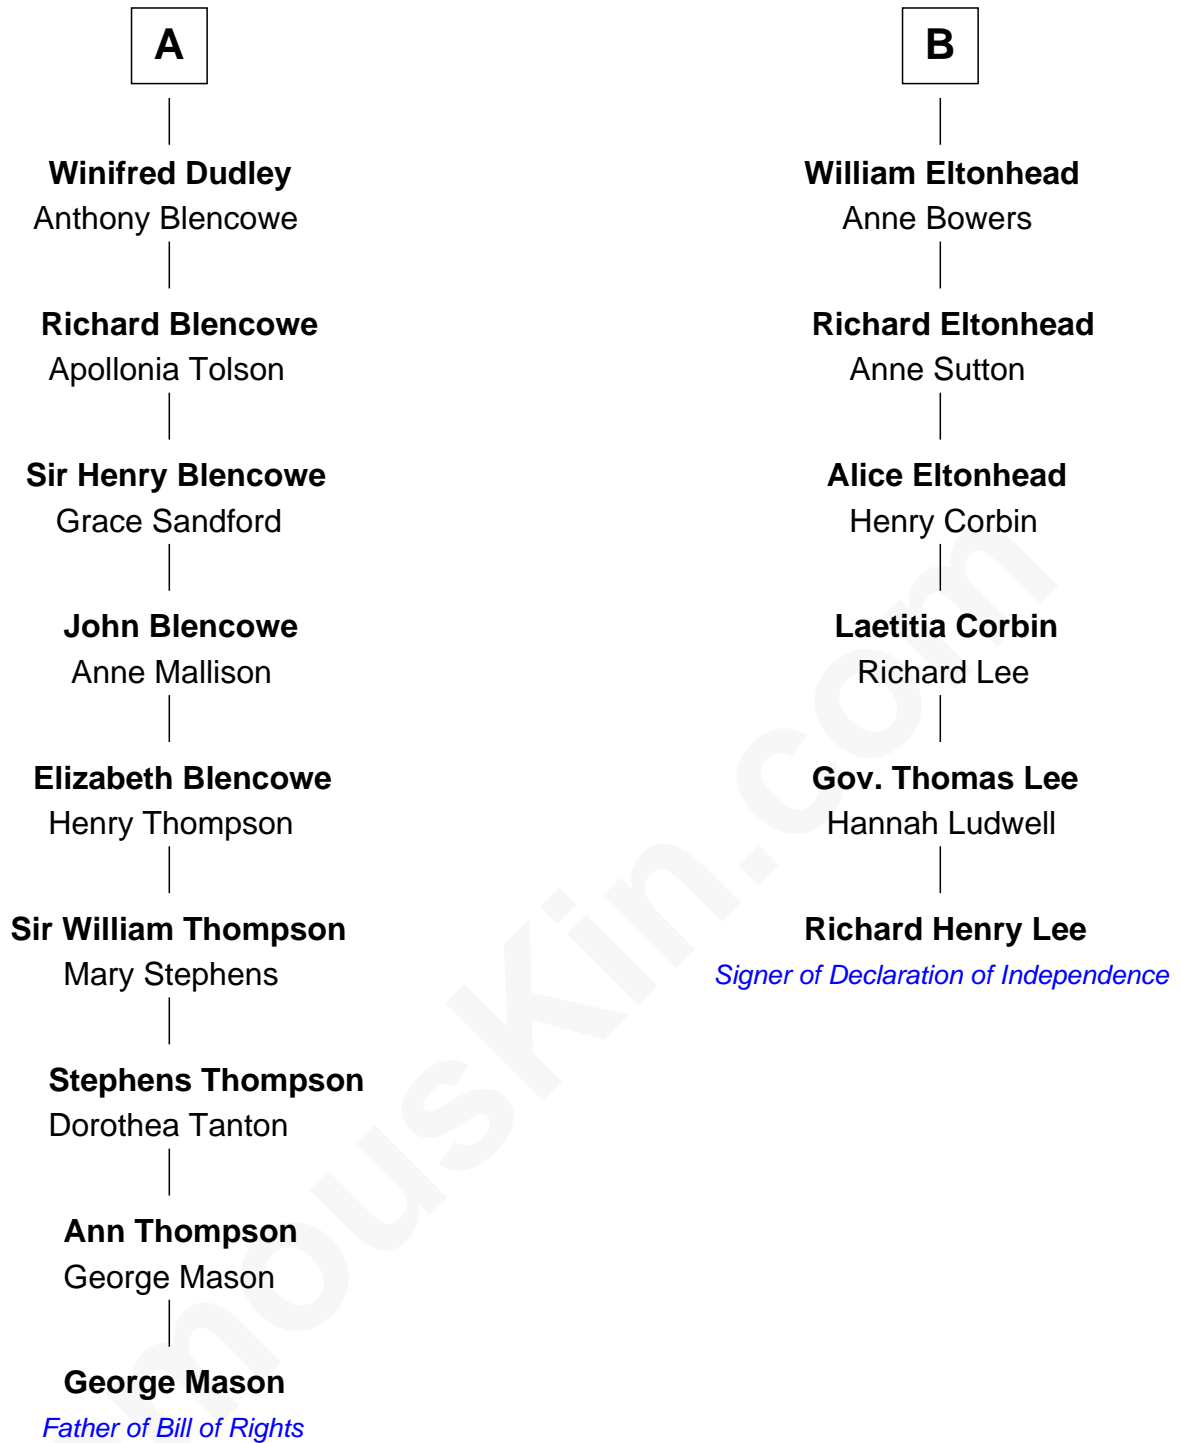 A
Winifred Dudley
Anthony Blencowe
Richard Blencowe
Apollonia Tolson
Sir Henry Blencowe
Grace Sandford
John Blencowe
Anne Mallison
Elizabeth Blencowe
Henry Thompson
Sir William Thompson
Mary Stephens
Stephens Thompson
Dorothea Tanton
Ann Thompson
George Mason
George Mason
Father of Bill of Rights
B
William Eltonhead
Anne Bowers
Richard Eltonhead
Anne Sutton
Alice Eltonhead
Henry Corbin
Laetitia Corbin
Richard Lee
Gov. Thomas Lee
Hannah Ludwell
Richard Henry Lee
Signer of Declaration of Independence
mousKin.com